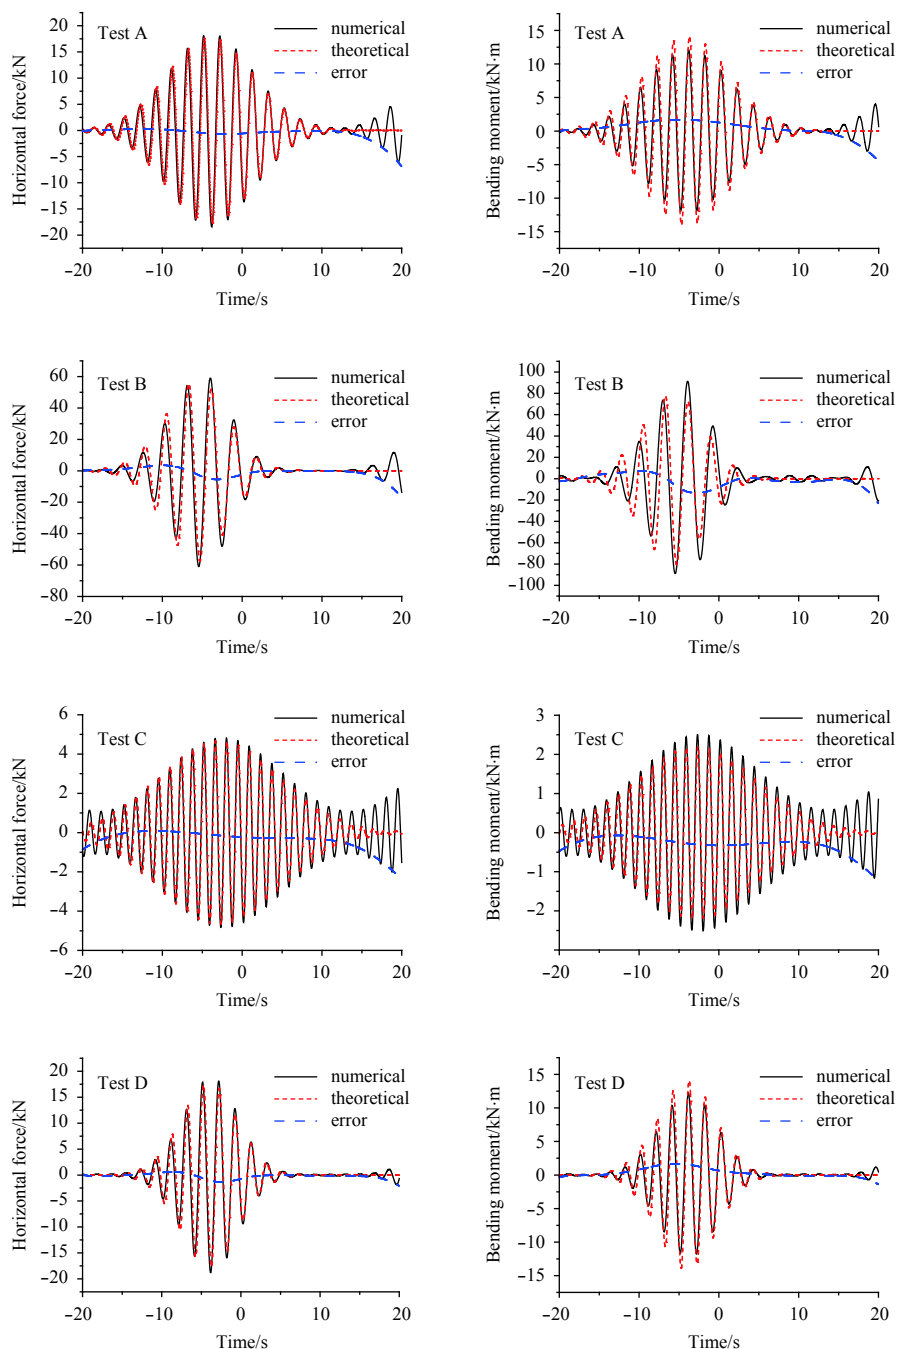 Test A
numerical
theoretical
error
Horizontal force/kN
20
15
10
5
0
−5
−10
−15
−20
−20
−10
0
10
20
Time/s
Test A
numerical
theoretical
error
Bending moment/kN·m
15
10
5
0
−5
−10
−15
−20
−10
0
10
20
Time/s
Test B
numerical
theoretical
error
Horizontal force/kN
60
40
20
0
−20
−40
−60
−80
−20
−10
0
10
20
Time/s
Test B
numerical
theoretical
error
Bending moment/kN·m
100
80
60
40
20
0
−20
−40
−60
−80
−100
−20
−10
0
10
20
Time/s
Test C
numerical
theoretical
error
Horizontal force/kN
6
4
2
0
−2
−4
−6
−20
−10
0
10
20
Time/s
Test C
numerical
theoretical
error
Bending moment/kN·m
3
2
1
0
−1
−2
−20
−10
0
10
20
Time/s
Test D
numerical
theoretical
error
Horizontal force/kN
20
15
10
5
0
−5
−10
−15
−20
−20
−10
0
10
20
Time/s
Test D
numerical
theoretical
error
Bending moment/kN·m
15
10
5
0
−5
−10
−15
−20
−10
0
10
20
Time/s